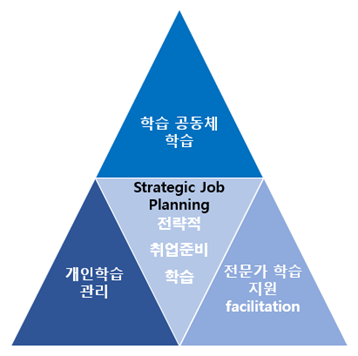 학습 공동체
학습
Strategic Job
Planning
전략적
취업준비
학습
개인학습
관리
전문가 학습
지원
facilitation